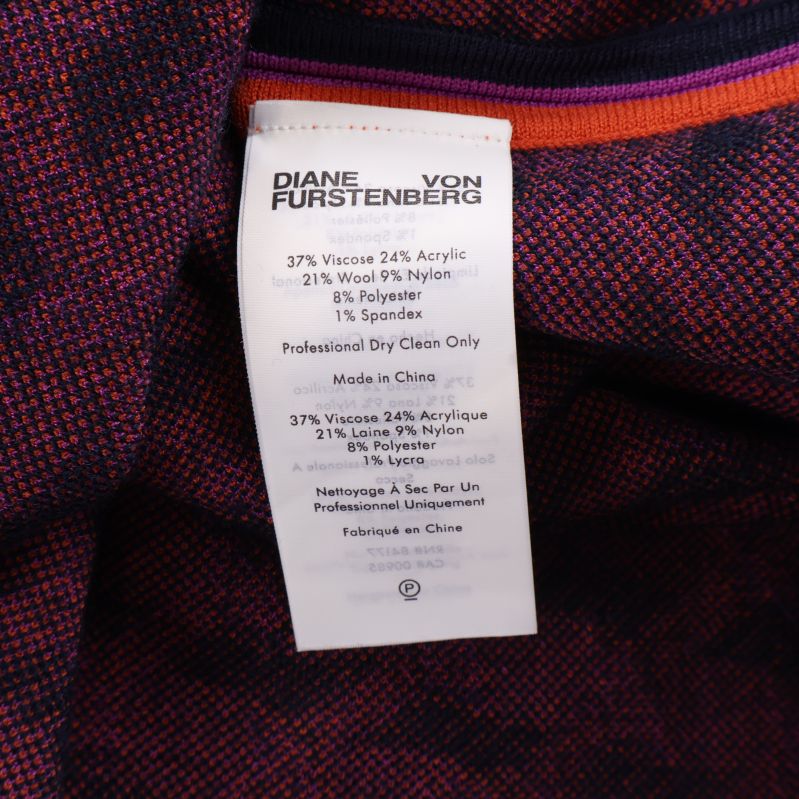 DIANE VON
FURSTENBERG
37% Viscose 24% Acrylic
21% Wool 9% Nylon
8% Polyester
1% Spandex
Professional Dry Clean Only
Made in China
37% Viscose 24% Acrylique
21% Laine 9% Nylon
8% Polyester
1% Lycra
Nettoyage À Sec Par Un
Professionnel Uniquement
Fabriqué en Chine
P